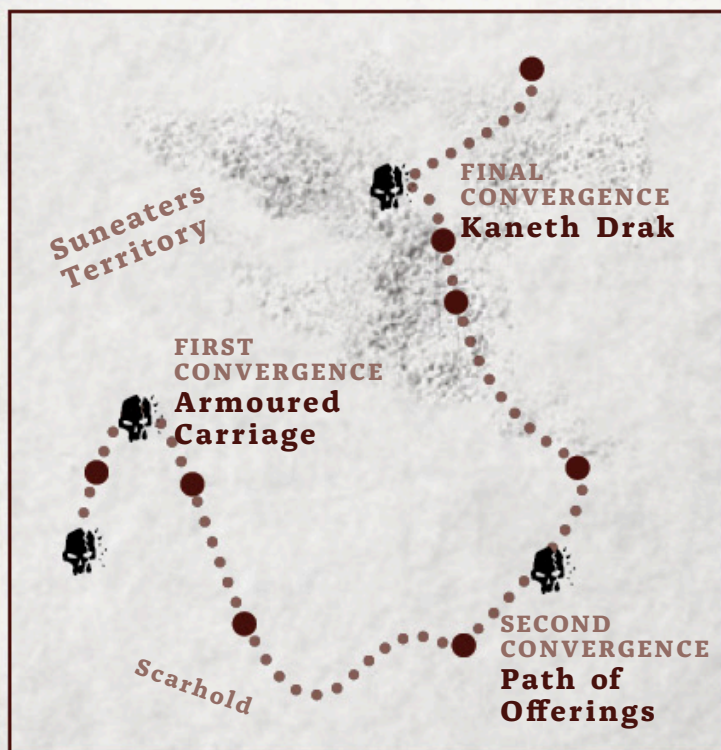 FINAL
CONVERGENCE
Kaneth Drak
Suneaters
Territory
FIRST
CONVERGENCE
Armoured
Carriage
SECOND
CONVERGENCE
Path of
Offerings
Scarhold